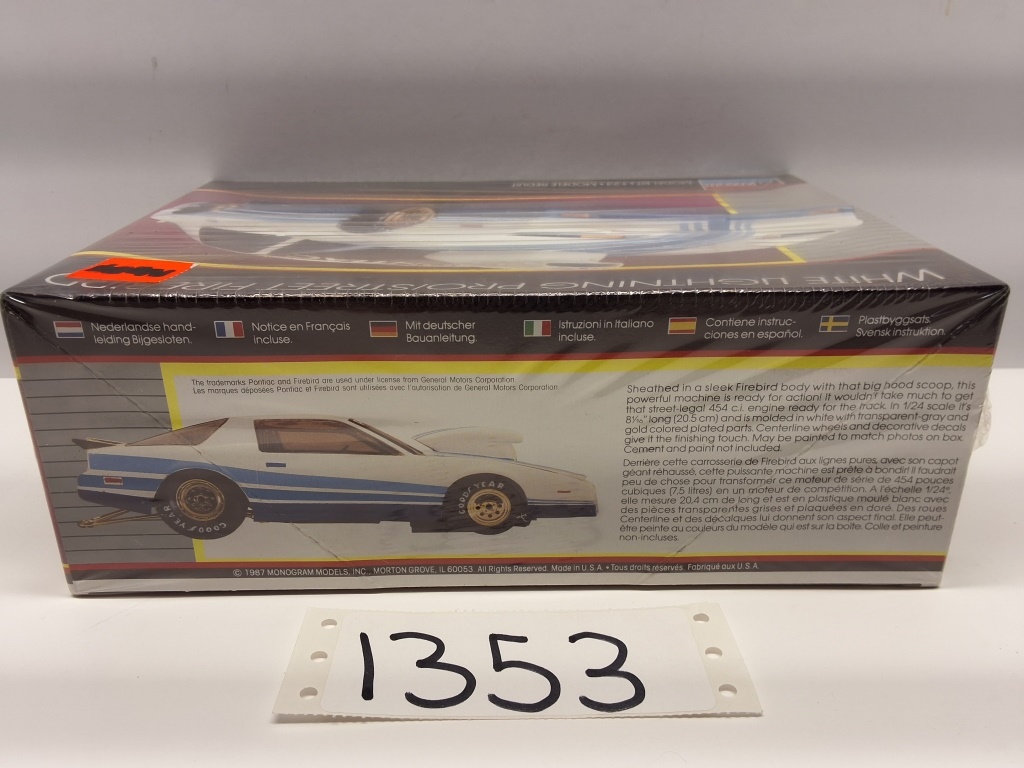 WHITE LIGHTNING PRO/STREET FIREBIRD
Nederlandse hand-
leiding Bijgesloten.
Notice en Français
incluse.
Mit deutscher
Bauanleitung.
Istruzioni in Italiano
incluse.
Contiene instruc-
ciones en español.
Plastbyggsats.
Svensk instruktion.
The trademarks Pontiac and Firebird are used under license from General Motors Corporation.
Les marques déposées Pontiac et Firebird sont utilisées avec l'autorisation de General Motors Corporation
Sheathed in a sleek Firebird body with that big hood scoop, this
powerful machine is ready for action! It wouldn't take much to get
that street-legal 454 c.i. engine ready for the track. In 1/24 scale it's
8 1/16" long (20.5 cm) and is molded in white with transparent gray and
gold colored plated parts. Centerline wheels and decorative decals
give it the finishing touch. May be painted to match photos on box.
Cement and paint not included.
Derrière cette carrosserie de Firebird aux lignes pures, avec son capot
géant réhaussé, cette puissante machine est prête à bondir! Il faudrait
peu de chose pour transformer ce moteur de série de 454 pouces
cubiques (7,5 litres) en un moteur de compétition. A l'échelle 1/24e,
elle mesure 20,4 cm de long et est en plastique moulé blanc avec
des pièces transparentes grises et plaquées en doré. Des roues
Centerline et des décalques lui donnent son aspect final. Elle peut-
être peinte au couleurs du modèle qui est sur la boîte. Colle et peinture
non-incluses.
GOODYEAR
GOODYEAR
© 1987 MONOGRAM MODELS, INC., MORTON GROVE, IL 60053. All Rights Reserved. Made in U.S.A. • Tous droits réservés. Fabriqué aux U.S.A.
1353